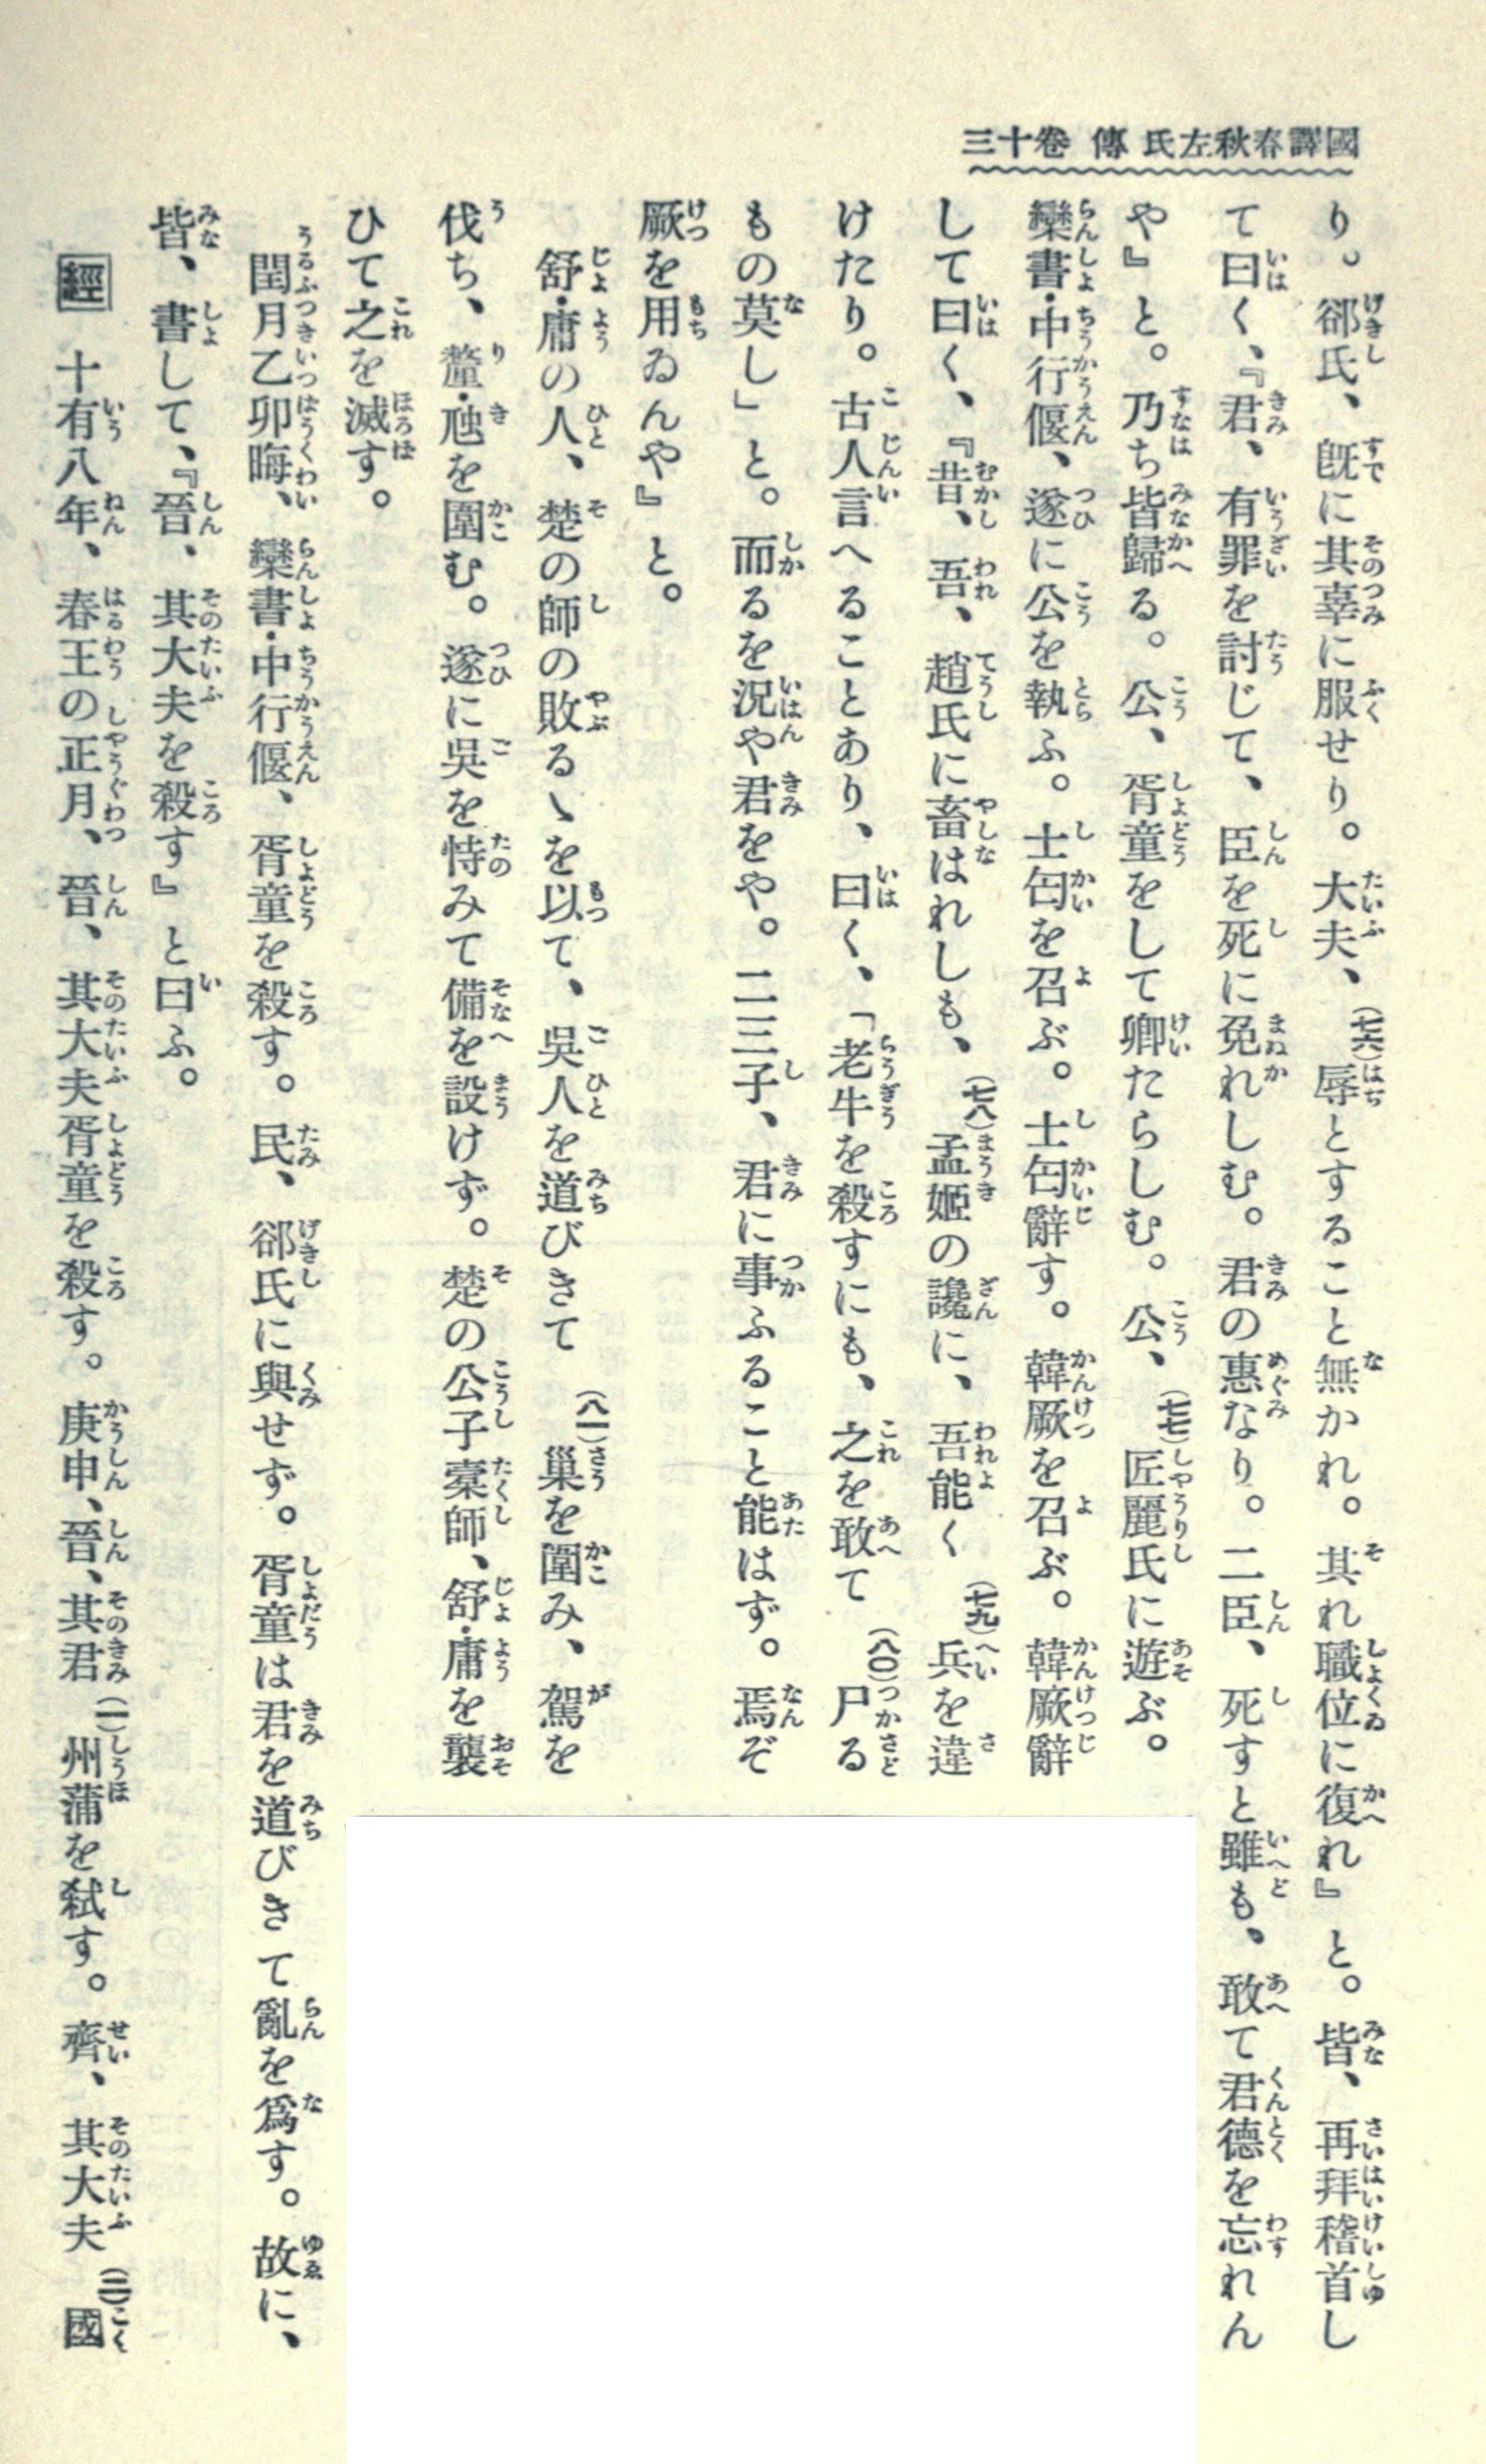 國譯春秋左氏傳 卷十三
り。郤氏、既に其辜に服せり。大夫、(七六)辱とすること無かれ。其れ職位に復れ』と。皆、再拜稽首し
て曰く、『君、有罪を討じて、臣を死に免れしむ。君の惠なり。二臣、死すと雖も、敢て君德を忘れん
や』と。乃ち皆歸る。公、胥童をして卿たらしむ。公、(七七)匠麗氏に遊ぶ。
欒書・中行偃、遂に公を執ふ。士匄を召ぶ。士匄辭す。韓厥を召ぶ。韓厥辭
して曰く、『昔、吾、趙氏に畜はれしも、(七八)孟姬の讒に、吾能く(七九)兵を違
けたり。古人言へることあり、曰く、「老牛を殺すにも、之を敢て(八〇)尸る
もの莫し」と。而るを況や君をや。二三子、君に事ふること能はず。焉ぞ
厥を用ゐんや』と。
舒・庸の人、楚の師の敗るゝを以て、吳人を道びきて(八一)巢を圍み、駕を
伐ち、釐・虺を圍む。遂に吳を恃みて備を設けず。楚の公子橐師、舒・庸を襲
ひて之を滅す。
閏月乙卯晦、欒書・中行偃、胥童を殺す。民、郤氏に與せず。胥童は君を道びきて亂を爲す。故に、
皆、書して、『晉、其大夫を殺す』と曰ふ。
經 十有八年、春王の正月、晉、其大夫胥童を殺す。庚申、晉、其君(一)州蒲を弑す。齊、其大夫(二)國